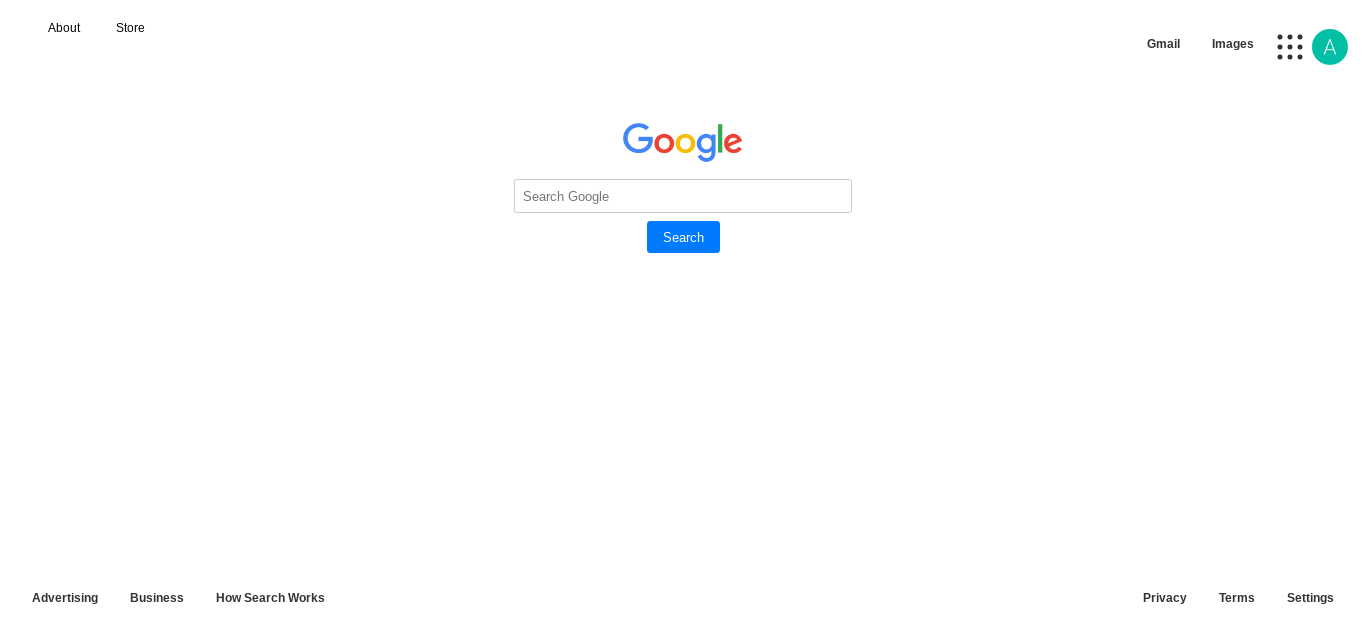 About Store
Gmail Images A
Google
Search Google
Search
Advertising Business How Search Works Privacy Terms Settings